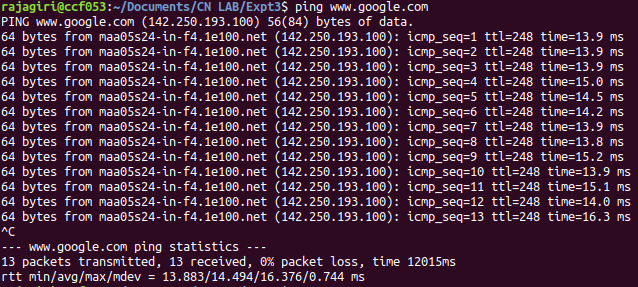 rajagiri@ccf053:~/Documents/CN LAB/Expt3$ ping www.google.com
PING www.google.com (142.250.193.100) 56(84) bytes of data.
64 bytes from maa05s24-in-f4.1e100.net (142.250.193.100): icmp_seq=1 ttl=248 time=13.9 ms
64 bytes from maa05s24-in-f4.1e100.net (142.250.193.100): icmp_seq=2 ttl=248 time=13.9 ms
64 bytes from maa05s24-in-f4.1e100.net (142.250.193.100): icmp_seq=3 ttl=248 time=13.9 ms
64 bytes from maa05s24-in-f4.1e100.net (142.250.193.100): icmp_seq=4 ttl=248 time=15.0 ms
64 bytes from maa05s24-in-f4.1e100.net (142.250.193.100): icmp_seq=5 ttl=248 time=14.5 ms
64 bytes from maa05s24-in-f4.1e100.net (142.250.193.100): icmp_seq=6 ttl=248 time=14.2 ms
64 bytes from maa05s24-in-f4.1e100.net (142.250.193.100): icmp_seq=7 ttl=248 time=13.9 ms
64 bytes from maa05s24-in-f4.1e100.net (142.250.193.100): icmp_seq=8 ttl=248 time=13.8 ms
64 bytes from maa05s24-in-f4.1e100.net (142.250.193.100): icmp_seq=9 ttl=248 time=15.2 ms
64 bytes from maa05s24-in-f4.1e100.net (142.250.193.100): icmp_seq=10 ttl=248 time=13.9 ms
64 bytes from maa05s24-in-f4.1e100.net (142.250.193.100): icmp_seq=11 ttl=248 time=15.1 ms
64 bytes from maa05s24-in-f4.1e100.net (142.250.193.100): icmp_seq=12 ttl=248 time=14.0 ms
64 bytes from maa05s24-in-f4.1e100.net (142.250.193.100): icmp_seq=13 ttl=248 time=16.3 ms
^C
--- www.google.com ping statistics ---
13 packets transmitted, 13 received, 0% packet loss, time 12015ms
rtt min/avg/max/mdev = 13.883/14.494/16.376/0.744 ms